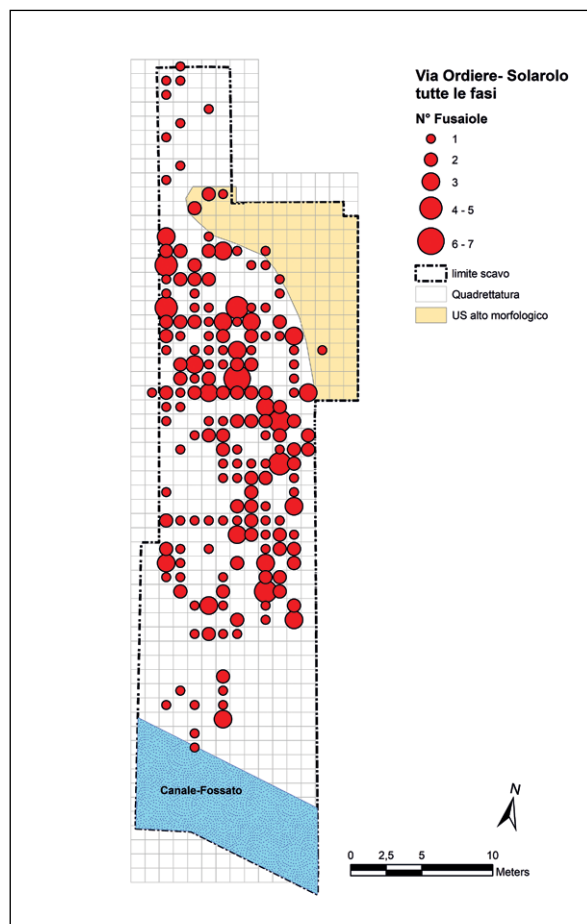 Via Ordiere- Solarolo
tutte le fasi
N° Fusaiole
1
2
3
4 - 5
6 - 7
limite scavo
Quadrettatura
US alto morfologico
Canale-Fossato
N
0 2,5 5 10
Meters